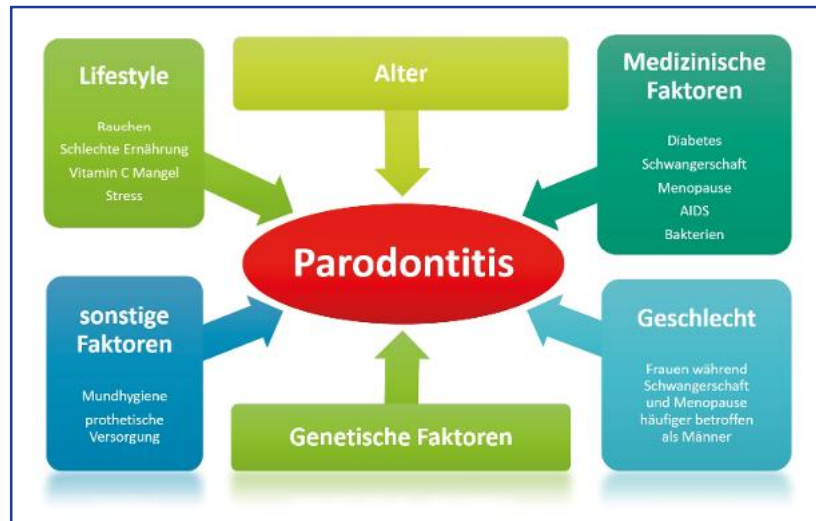 Lifestyle
Rauchen
Schlechte Ernährung
Vitamin C Mangel
Stress
Alter
Medizinische
Faktoren
Diabetes
Schwangerschaft
Menopause
AIDS
Bakterien
Parodontitis
sonstige
Faktoren
Mundhygiene
prothetische
Versorgung
Genetische Faktoren
Geschlecht
Frauen während
Schwangerschaft
und Menopause
häufiger betroffen
als Männer